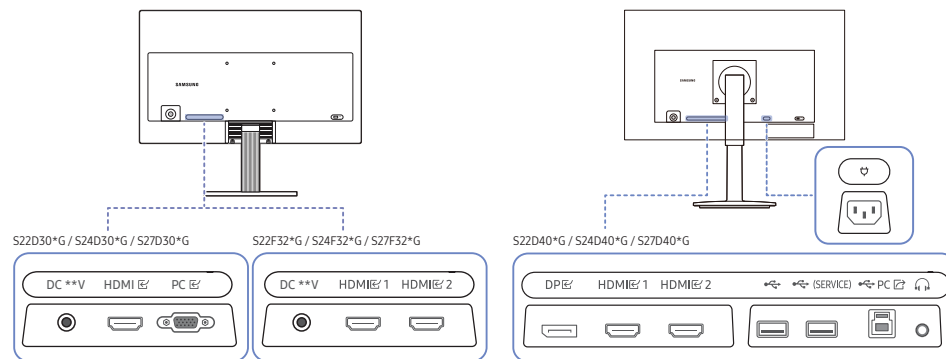 SAMSUNG
SAMSUNG
S22D30*G / S24D30*G / S27D30*G
S22F32*G / S24F32*G / S27F32*G
S22D40*G / S24D40*G / S27D40*G
DC **V HDMI PC
DC **V HDMI 1 HDMI 2
DP HDMI 1 HDMI 2 (SERVICE) PC